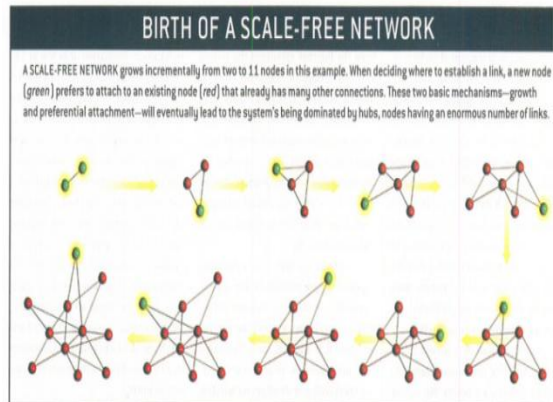 BIRTH OF A SCALE-FREE NETWORK
A SCALE-FREE NETWORK grows incrementally from two to 11 nodes in this example. When deciding where to establish a link, a new node
(green) prefers to attach to an existing node (red) that already has many other connections. These two basic mechanisms—growth
and preferential attachment—will eventually lead to the system's being dominated by hubs, nodes having an enormous number of links.